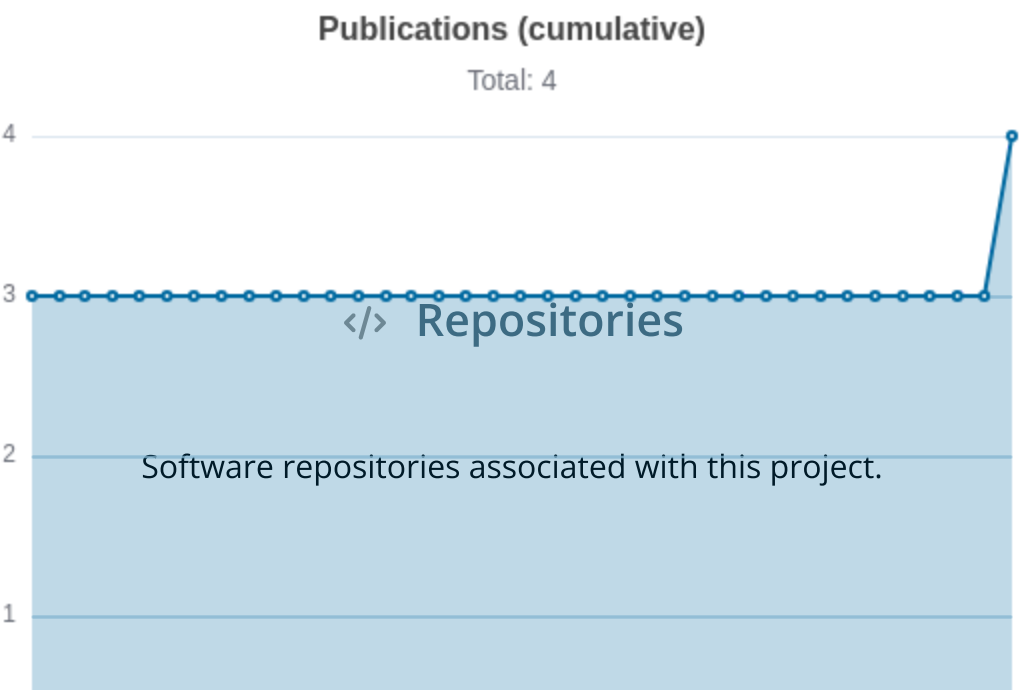 Publications (cumulative)
Total: 4
4
3
</> Repositories
2
Software repositories associated with this project.
1